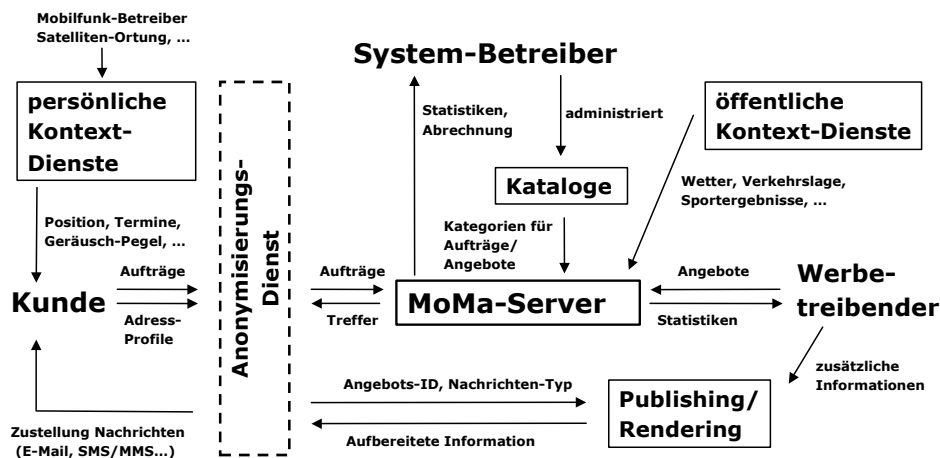 Mobilfunk-Betreiber
Satelliten-Ortung, ...
persönliche
Kontext-
Dienste
Position, Termine,
Geräusch-Pegel, ...
Kunde
Aufträge
Adress-
Profile
Zustellung Nachrichten
(E-Mail, SMS/MMS...)
Anonymisierungs-
Dienst
System-Betreiber
Statistiken,
Abrechnung
administriert
Kataloge
Kategorien für
Aufträge/
Angebote
Aufträge
Treffer
MoMa-Server
öffentliche
Kontext-Dienste
Wetter, Verkehrslage,
Sportergebnisse, ...
Angebote
Statistiken
Werbe-
treibender
zusätzliche
Informationen
Angebots-ID, Nachrichten-Typ
Aufbereitete Information
Publishing/
Rendering